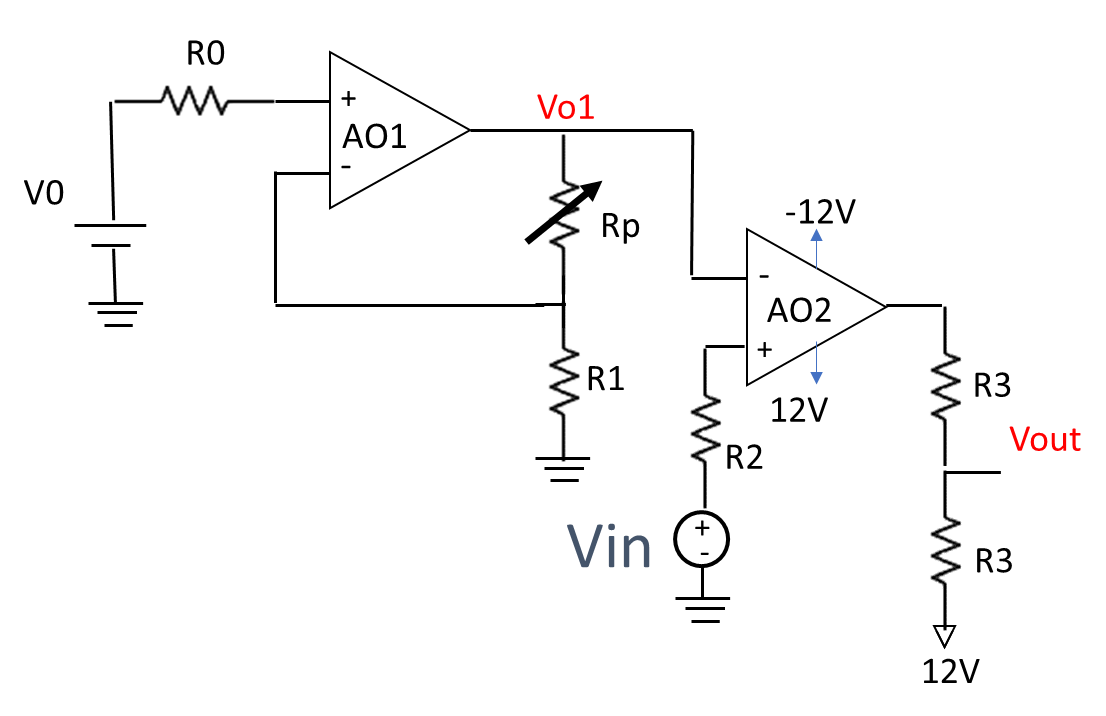 R0
+
AO1
-
Vo1
V0
Rp
R1
-12V
-
AO2
+
12V
R2
R3
Vout
Vin
+
-
R3
12V